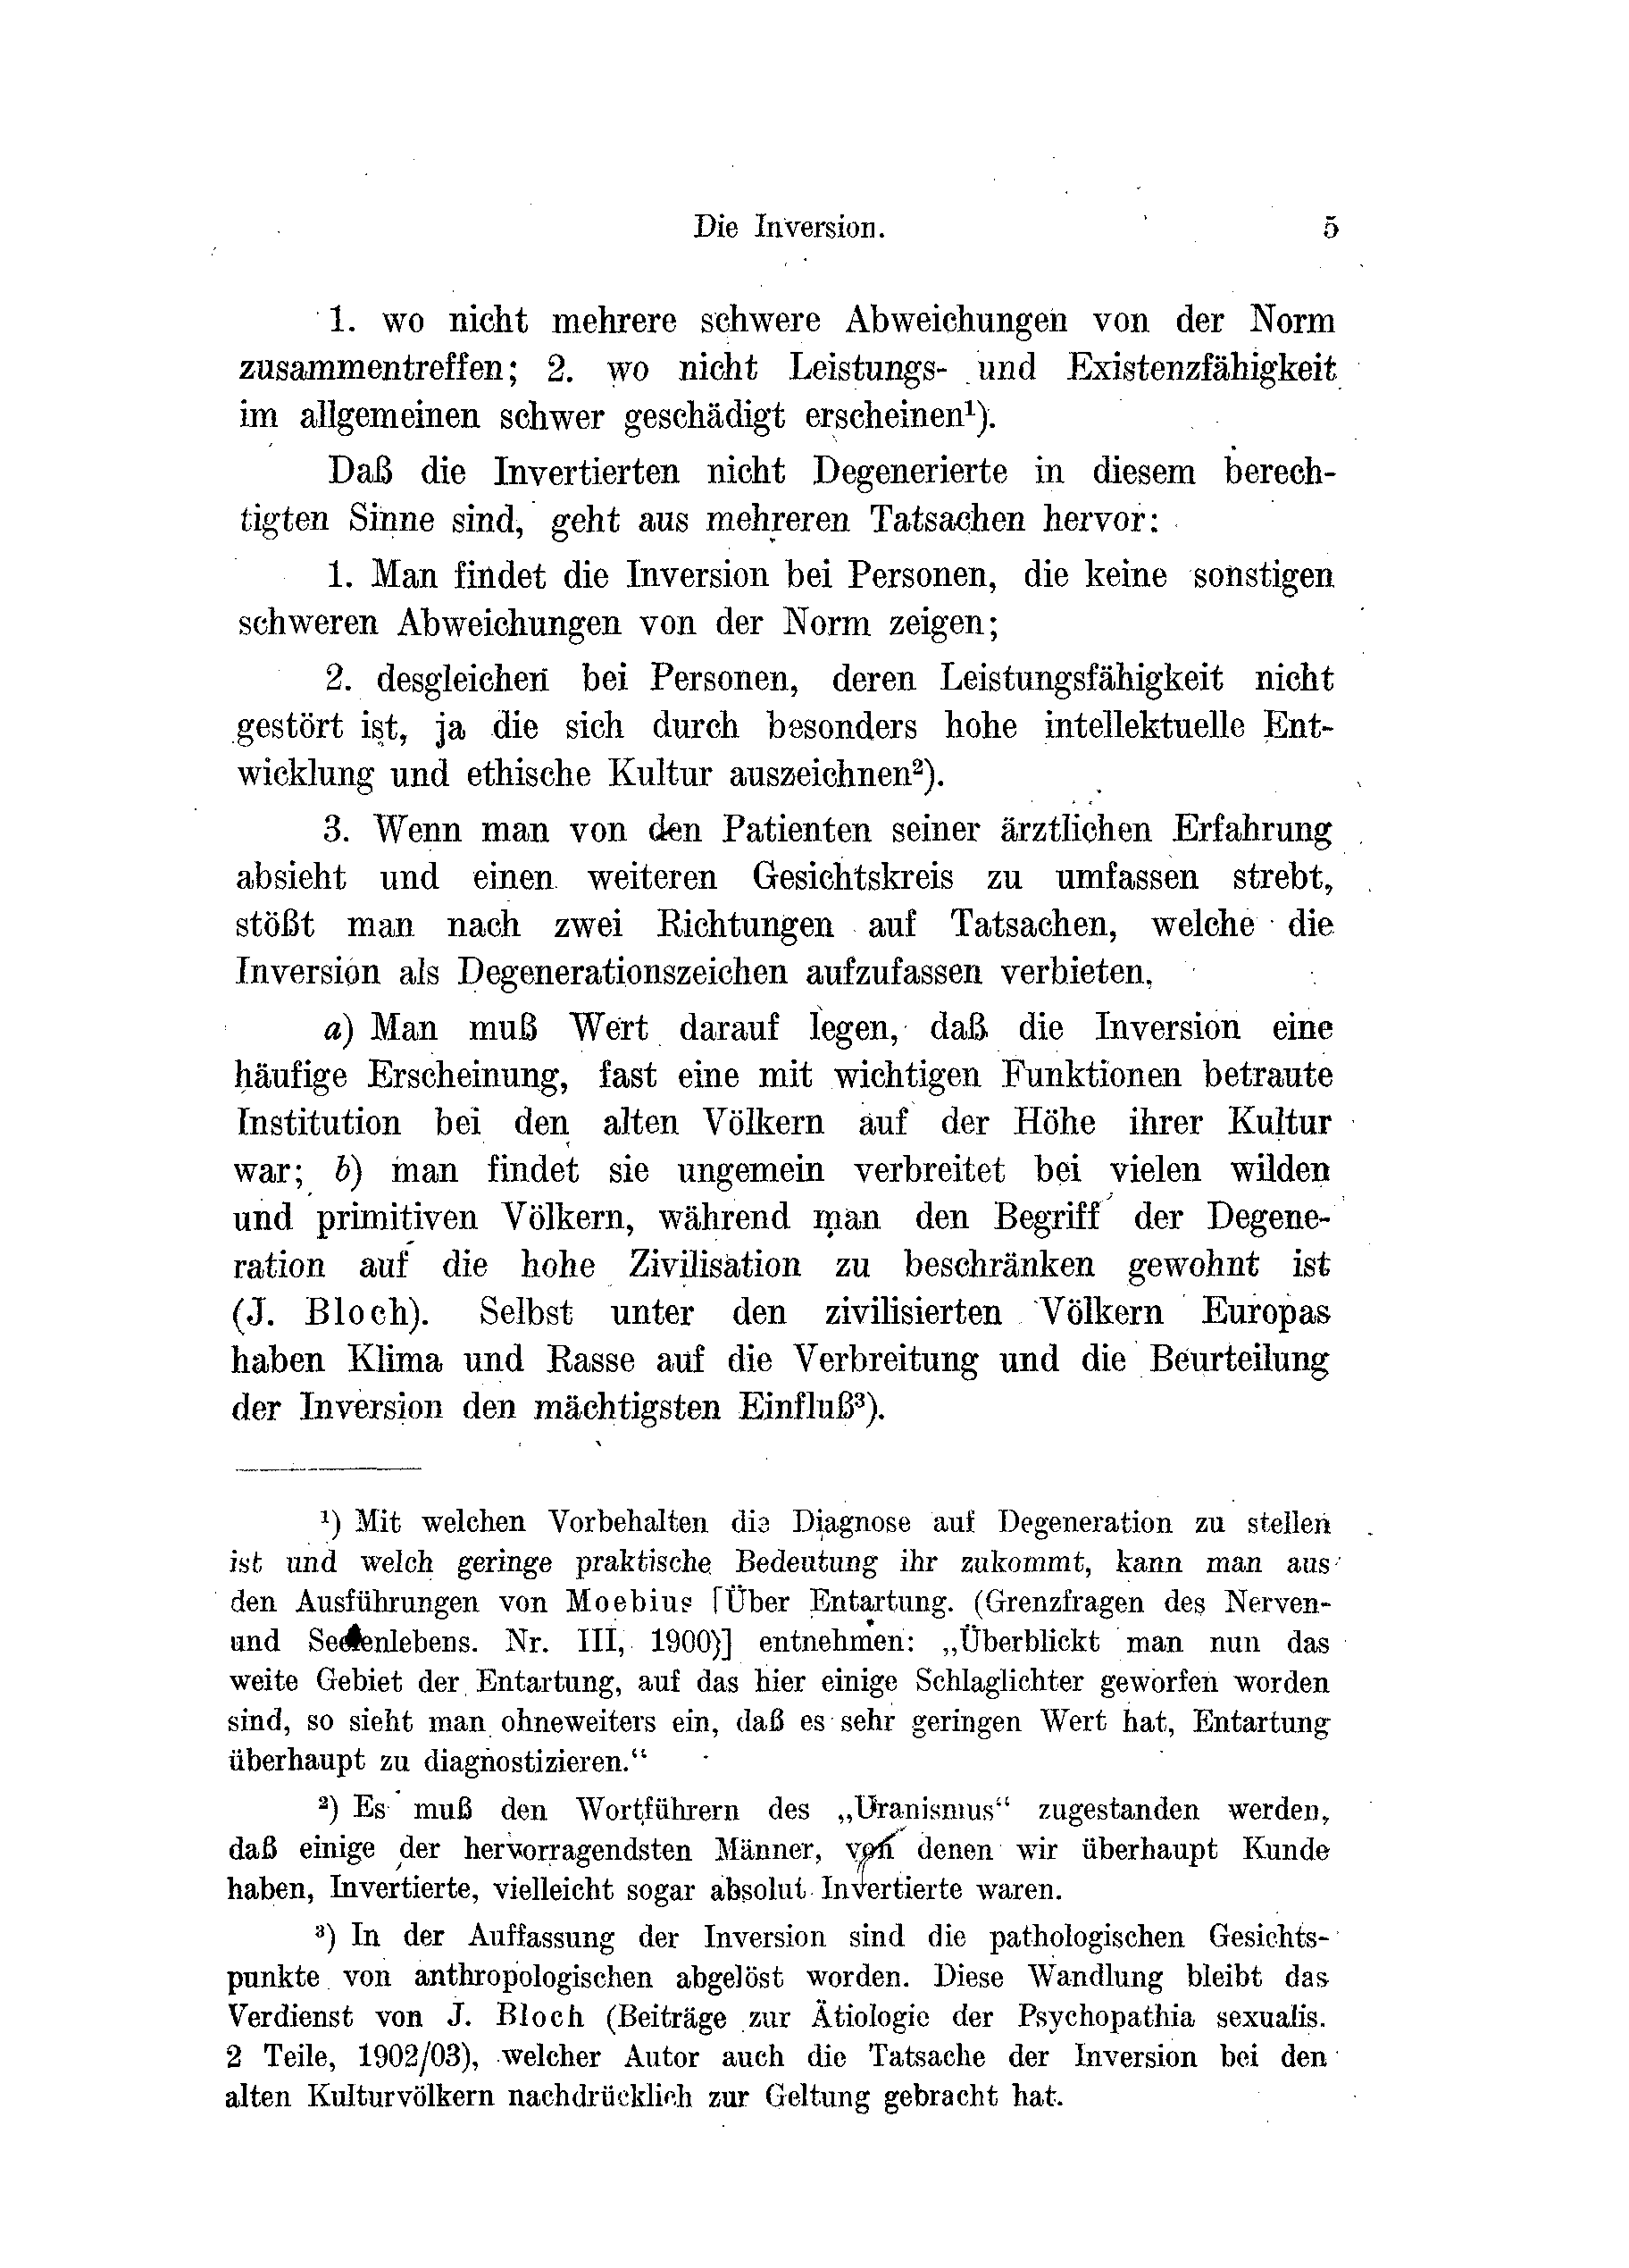 Die Inversion. 5
1. wo nicht mehrere schwere Abweichungen von der Norm
zusammentreffen; 2. wo nicht Leistungs- und Existenzfähigkeit
im allgemeinen schwer geschädigt erscheinen¹).
Daß die Invertierten nicht Degenerierte in diesem berech-
tigten Sinne sind, geht aus mehreren Tatsachen hervor:
1. Man findet die Inversion bei Personen, die keine sonstigen
schweren Abweichungen von der Norm zeigen;
2. desgleichen bei Personen, deren Leistungsfähigkeit nicht
gestört ist, ja die sich durch besonders hohe intellektuelle Ent-
wicklung und ethische Kultur auszeichnen²).
3. Wenn man von den Patienten seiner ärztlichen Erfahrung
absieht und einen weiteren Gesichtskreis zu umfassen strebt,
stößt man nach zwei Richtungen auf Tatsachen, welche die
Inversion als Degenerationszeichen aufzufassen verbieten.
a) Man muß Wert darauf legen, daß die Inversion eine
häufige Erscheinung, fast eine mit wichtigen Funktionen betraute
Institution bei den alten Völkern auf der Höhe ihrer Kultur
war; b) man findet sie ungemein verbreitet bei vielen wilden
und primitiven Völkern, während man den Begriff der Degene-
ration auf die hohe Zivilisation zu beschränken gewohnt ist
(J. Bloch). Selbst unter den zivilisierten Völkern Europas
haben Klima und Rasse auf die Verbreitung und die Beurteilung
der Inversion den mächtigsten Einfluß³).
¹) Mit welchen Vorbehalten die Diagnose auf Degeneration zu stellen
ist und welch geringe praktische Bedeutung ihr zukommt, kann man aus
den Ausführungen von Moebius [Über Entartung. (Grenzfragen des Nerven-
und Seelenlebens. Nr. III, 1900)] entnehmen: „Überblickt man nun das
weite Gebiet der Entartung, auf das hier einige Schlaglichter geworfen worden
sind, so sieht man ohneweiters ein, daß es sehr geringen Wert hat, Entartung
überhaupt zu diagnostizieren.“
²) Es muß den Wortführern des „Uranismus“ zugestanden werden,
daß einige der hervorragendsten Männer, von denen wir überhaupt Kunde
haben, Invertierte, vielleicht sogar absolut Invertierte waren.
³) In der Auffassung der Inversion sind die pathologischen Gesichts-
punkte von anthropologischen abgelöst worden. Diese Wandlung bleibt das
Verdienst von J. Bloch (Beiträge zur Ätiologie der Psychopathia sexualis.
2 Teile, 1902/03), welcher Autor auch die Tatsache der Inversion bei den
alten Kulturvölkern nachdrücklich zur Geltung gebracht hat.